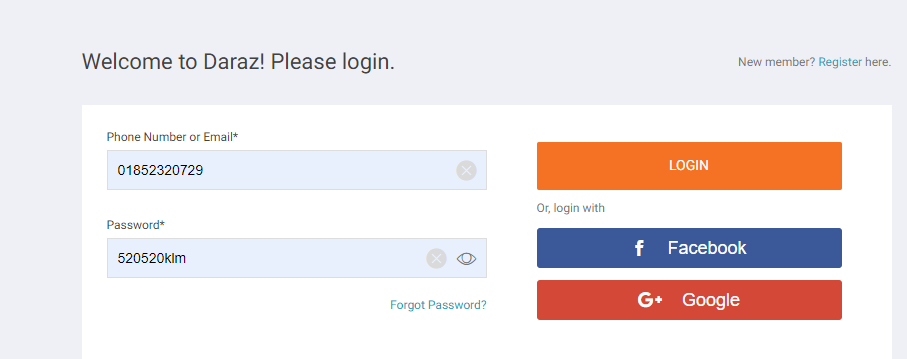 Welcome to Daraz! Please login.
New member? Register here.
Phone Number or Email*
01852320729
Password*
520520klm
Forgot Password?
LOGIN
Or, login with
Facebook
Google